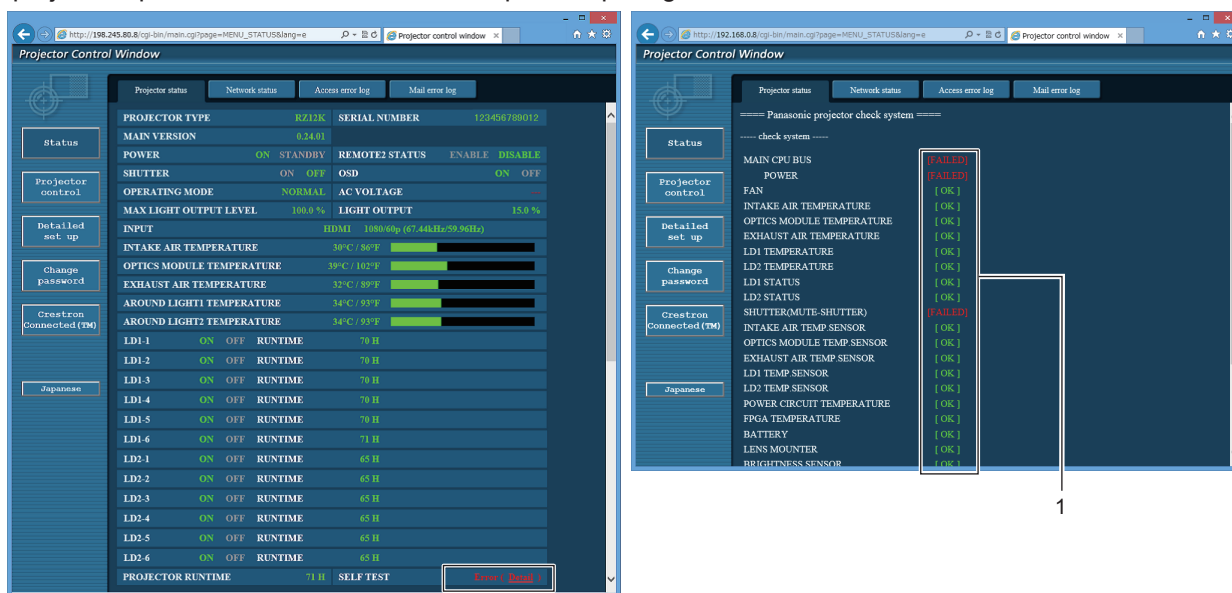 http://198.245.80.8/cgi-bin/main.cgi?page=MENU_STATUS&lang=e
Projector control window
Projector Control Window
Projector status
Network status
Access error log
Mail error log
Status
Projector
control
Detailed
set up
Change
password
Crestron
Connected(TM)
Japanese
PROJECTOR TYPE RZ12K SERIAL NUMBER 123456789012
MAIN VERSION 0.24.01
POWER ON STANDBY REMOTE2 STATUS ENABLE DISABLE
SHUTTER ON OFF OSD ON OFF
OPERATING MODE NORMAL AC VOLTAGE ---
MAX LIGHT OUTPUT LEVEL 100.0 % LIGHT OUTPUT 15.0 %
INPUT HDMI 1080/60p (67.44kHz/59.96Hz)
INTAKE AIR TEMPERATURE 30°C / 86°F
OPTICS MODULE TEMPERATURE 39°C / 102°F
EXHAUST AIR TEMPERATURE 32°C / 89°F
AROUND LIGHT1 TEMPERATURE 34°C / 93°F
AROUND LIGHT2 TEMPERATURE 34°C / 93°F
LD1-1 ON OFF RUNTIME 70 H
LD1-2 ON OFF RUNTIME 70 H
LD1-3 ON OFF RUNTIME 70 H
LD1-4 ON OFF RUNTIME 70 H
LD1-5 ON OFF RUNTIME 70 H
LD1-6 ON OFF RUNTIME 71 H
LD2-1 ON OFF RUNTIME 65 H
LD2-2 ON OFF RUNTIME 65 H
LD2-3 ON OFF RUNTIME 65 H
LD2-4 ON OFF RUNTIME 65 H
LD2-5 ON OFF RUNTIME 65 H
LD2-6 ON OFF RUNTIME 65 H
PROJECTOR RUNTIME 71 H SELF TEST Error ( Detail )
http://192.168.0.8/cgi-bin/main.cgi?page=MENU_STATUS&lang=e
Projector control window
Projector Control Window
Projector status
Network status
Access error log
Mail error log
Status
Projector
control
Detailed
set up
Change
password
Crestron
Connected(TM)
Japanese
==== Panasonic projector check system ====
----- check system -----
MAIN CPU BUS [FAILED]
POWER [FAILED]
FAN [ OK ]
INTAKE AIR TEMPERATURE [ OK ]
OPTICS MODULE TEMPERATURE [ OK ]
EXHAUST AIR TEMPERATURE [ OK ]
LD1 TEMPERATURE [ OK ]
LD2 TEMPERATURE [ OK ]
LD1 STATUS [ OK ]
LD2 STATUS [ OK ]
SHUTTER(MUTE-SHUTTER) [FAILED]
INTAKE AIR TEMP.SENSOR [ OK ]
OPTICS MODULE TEMP.SENSOR [ OK ]
EXHAUST AIR TEMP.SENSOR [ OK ]
LD1 TEMP.SENSOR [ OK ]
LD2 TEMP.SENSOR [ OK ]
POWER CIRCUIT TEMPERATURE [ OK ]
FPGA TEMPERATURE [ OK ]
BATTERY [ OK ]
LENS MOUNTER [ OK ]
BRIGHTNESS SENSOR [ OK ]
1